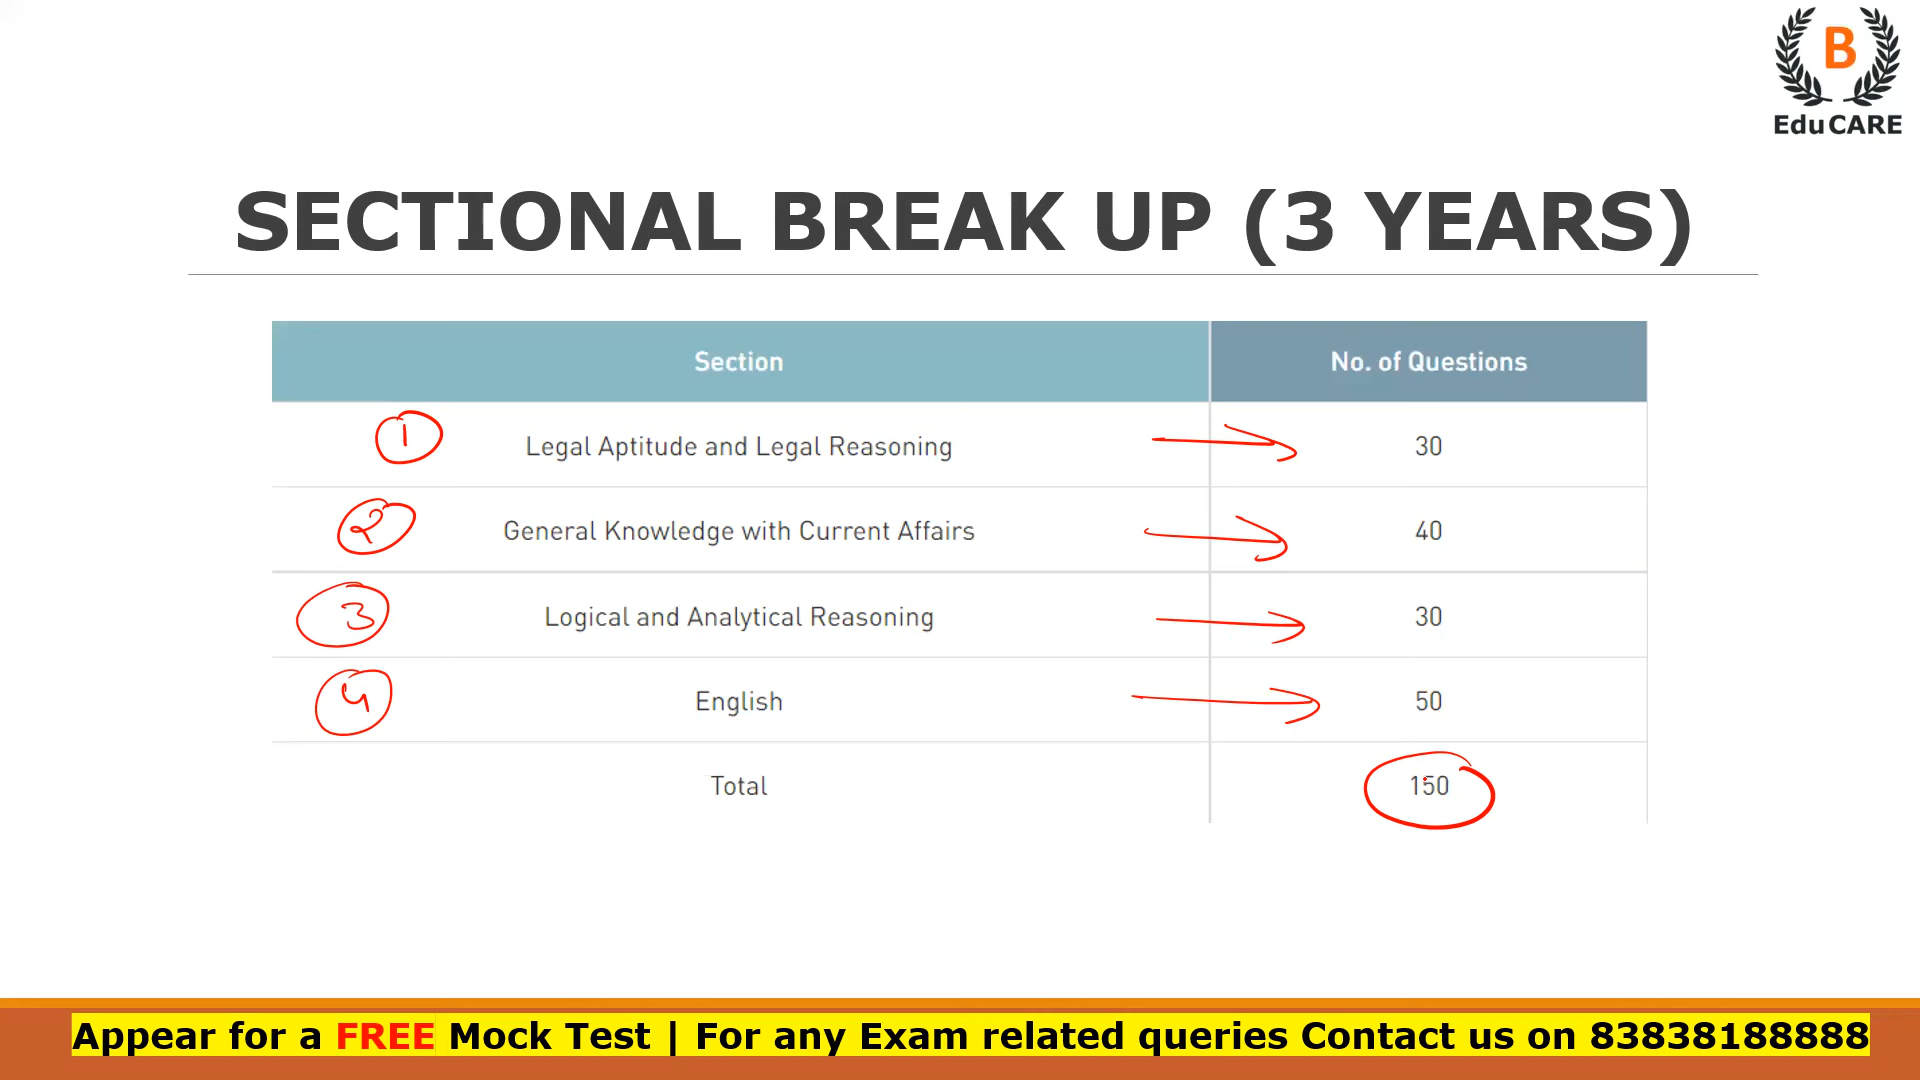 B
EduCARE
SECTIONAL BREAK UP (3 YEARS)
Section No. of Questions
1 Legal Aptitude and Legal Reasoning 30
2 General Knowledge with Current Affairs 40
3 Logical and Analytical Reasoning 30
4 English 50
Total 150
Appear for a FREE Mock Test | For any Exam related queries Contact us on 83838188888